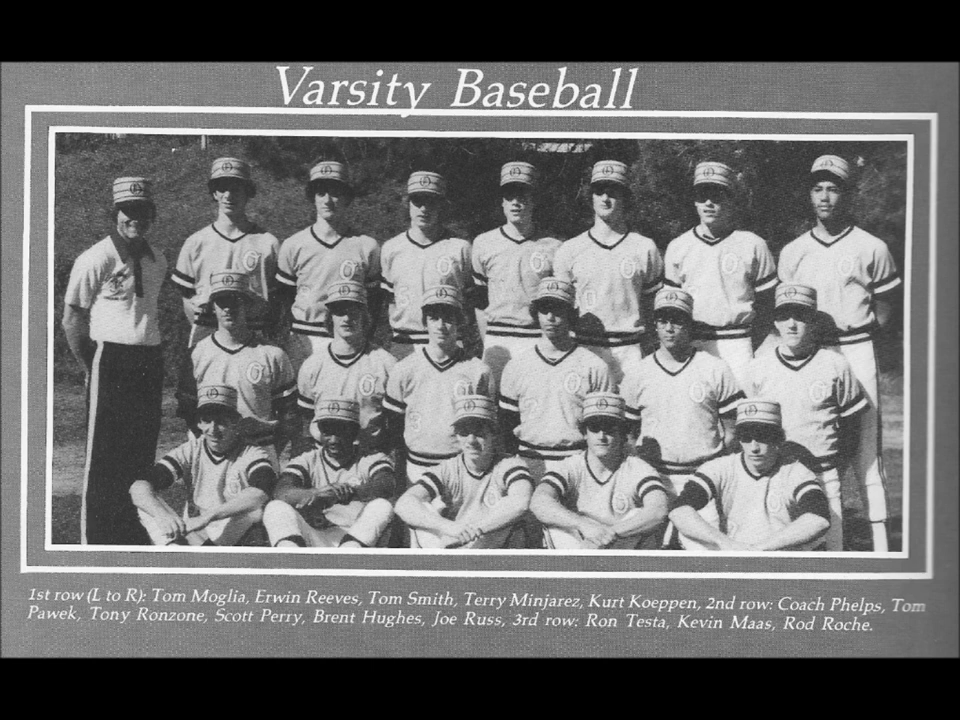 Varsity Baseball
1st row (L to R): Tom Moglia, Erwin Reeves, Tom Smith, Terry Minjarez, Kurt Koeppen, 2nd row: Coach Phelps, Tom
Pawek, Tony Ronzone, Scott Perry, Brent Hughes, Joe Russ, 3rd row: Ron Testa, Kevin Maas, Rod Roche.